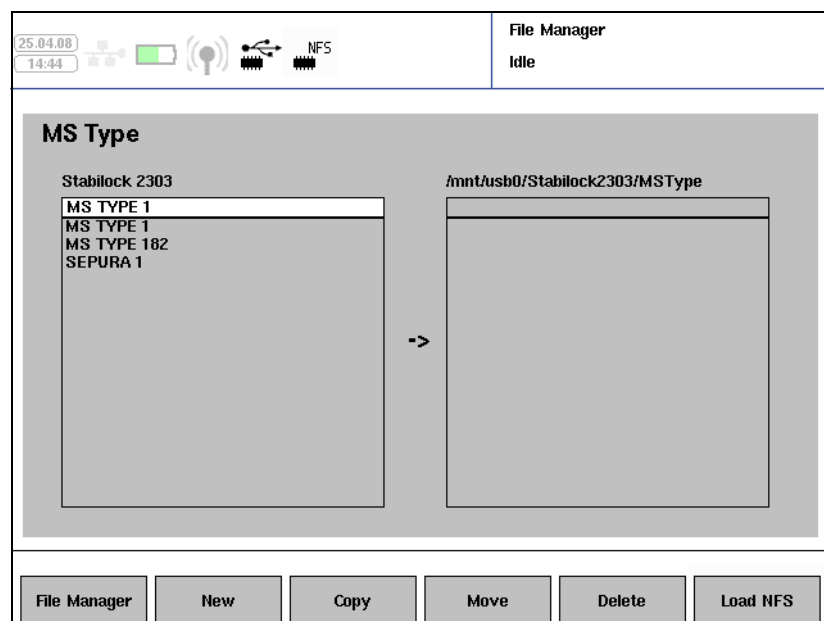 25.04.08
14:44
NFS
File Manager
Idle
MS Type
Stabilock 2303
MS TYPE 1
MS TYPE 1
MS TYPE 182
SEPURA 1
->
/mnt/usb0/Stabilock2303/MSType
File Manager
New
Copy
Move
Delete
Load NFS